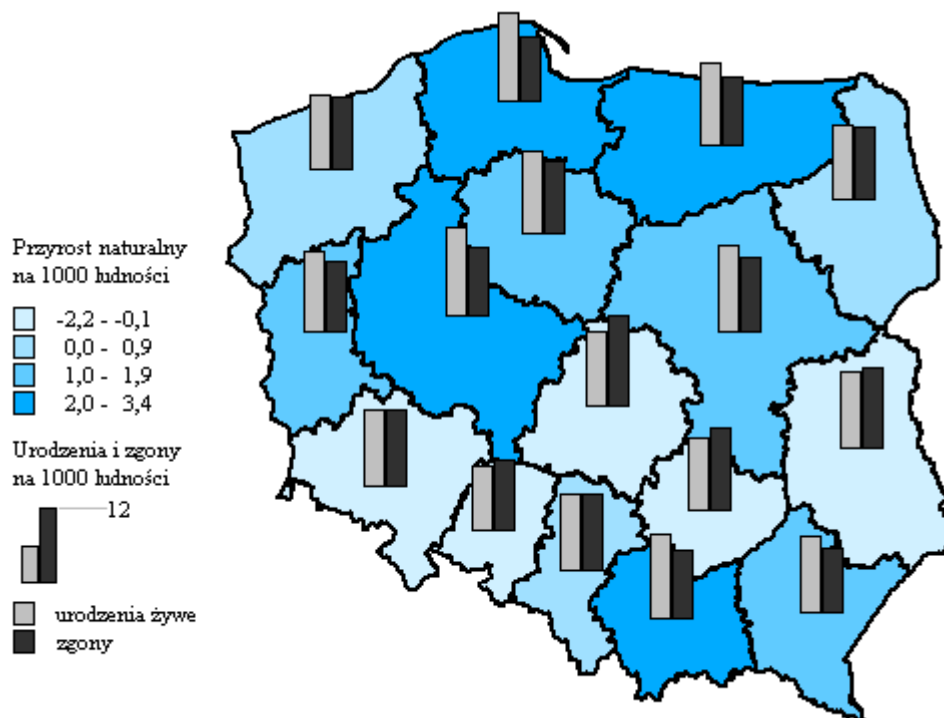 Przyrost naturalny
na 1000 ludności
-2,2 - -0,1
0,0 - 0,9
1,0 - 1,9
2,0 - 3,4
Urodzenia i zgony
na 1000 ludności
12
urodzenia żywe
zgony